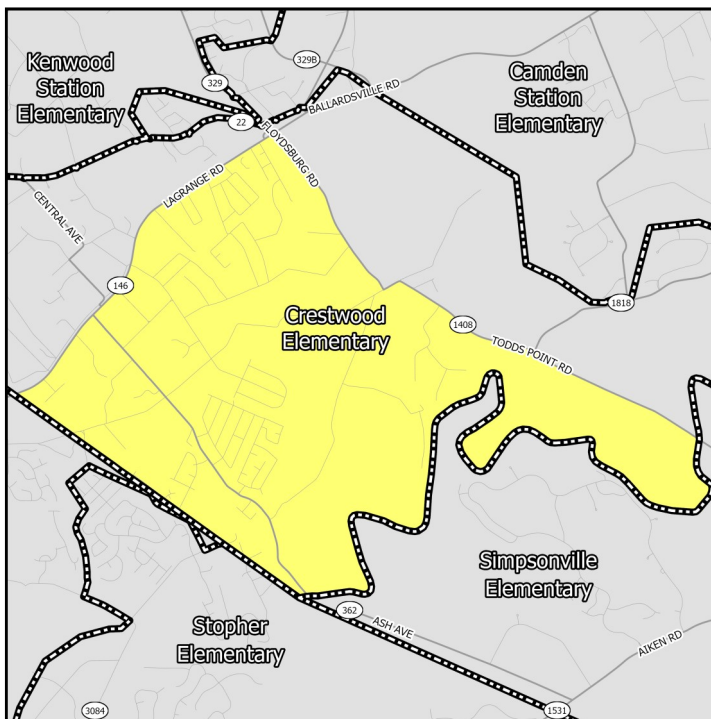 329B
Kenwood
Station
Elementary
329
Camden
Station
Elementary
BALLARDSVILLE RD
22
FLOYDSBURG RD
LAGRANGE RD
CENTRAL AVE
146
1818
Crestwood
Elementary
1408
TODDS POINT RD
Simpsonville
Elementary
362
ASH AVE
Stopher
Elementary
AIKEN RD
3084
1531